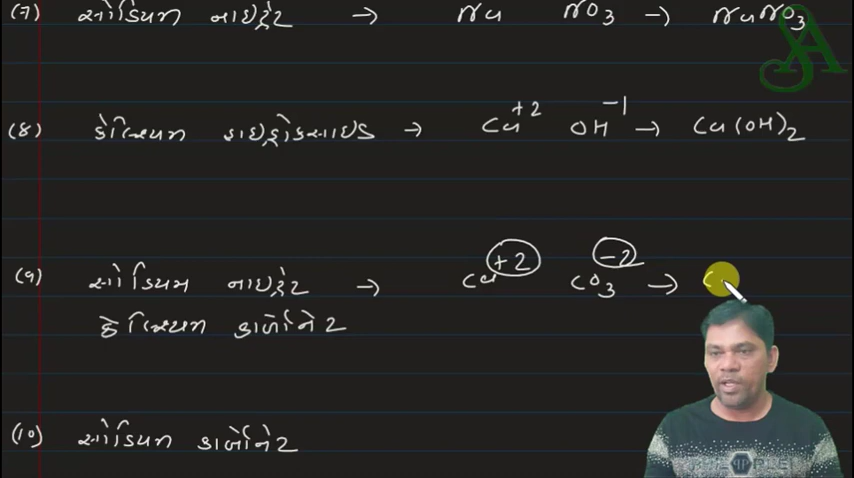 (7) સોડિયમ નાઇટ્રેટ → Na NO3 → NaNO3
(8) કેલ્શિયમ હાઇડ્રોક્સાઇડ → Ca+2 OH-1 → Ca(OH)2
(9) સોડિયમ નાઇટ્રેટ → Ca+2 CO3-2 → C
કેલ્શિયમ કાર્બોનેટ
(10) સોડિયમ કાર્બોનેટ